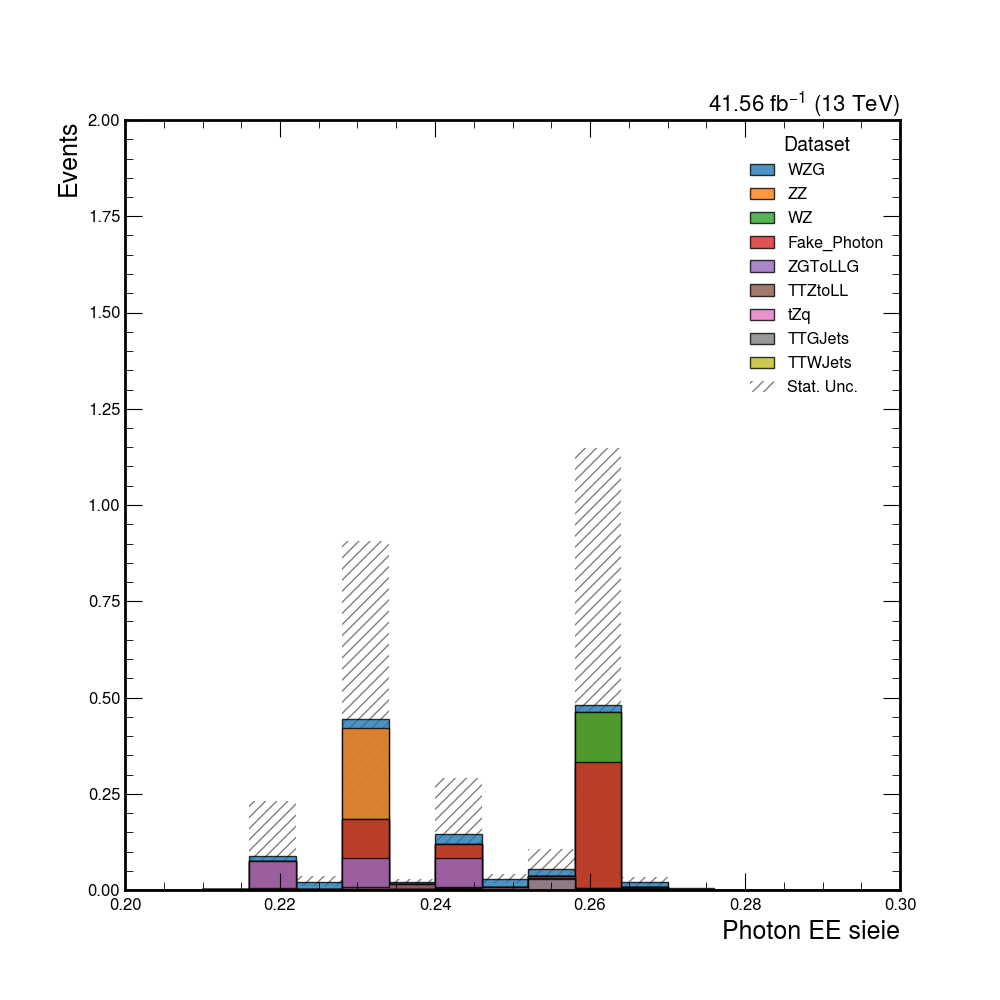 41.56 fb⁻¹ (13 TeV)
Events
2.00
1.75
1.50
1.25
1.00
0.75
0.50
0.25
0.00
Dataset
WZG
ZZ
WZ
Fake_Photon
ZGToLLG
TTZtoLL
tZq
TTGJets
TTWJets
Stat. Unc.
0.20 0.22 0.24 0.26 0.28 0.30
Photon EE sieie